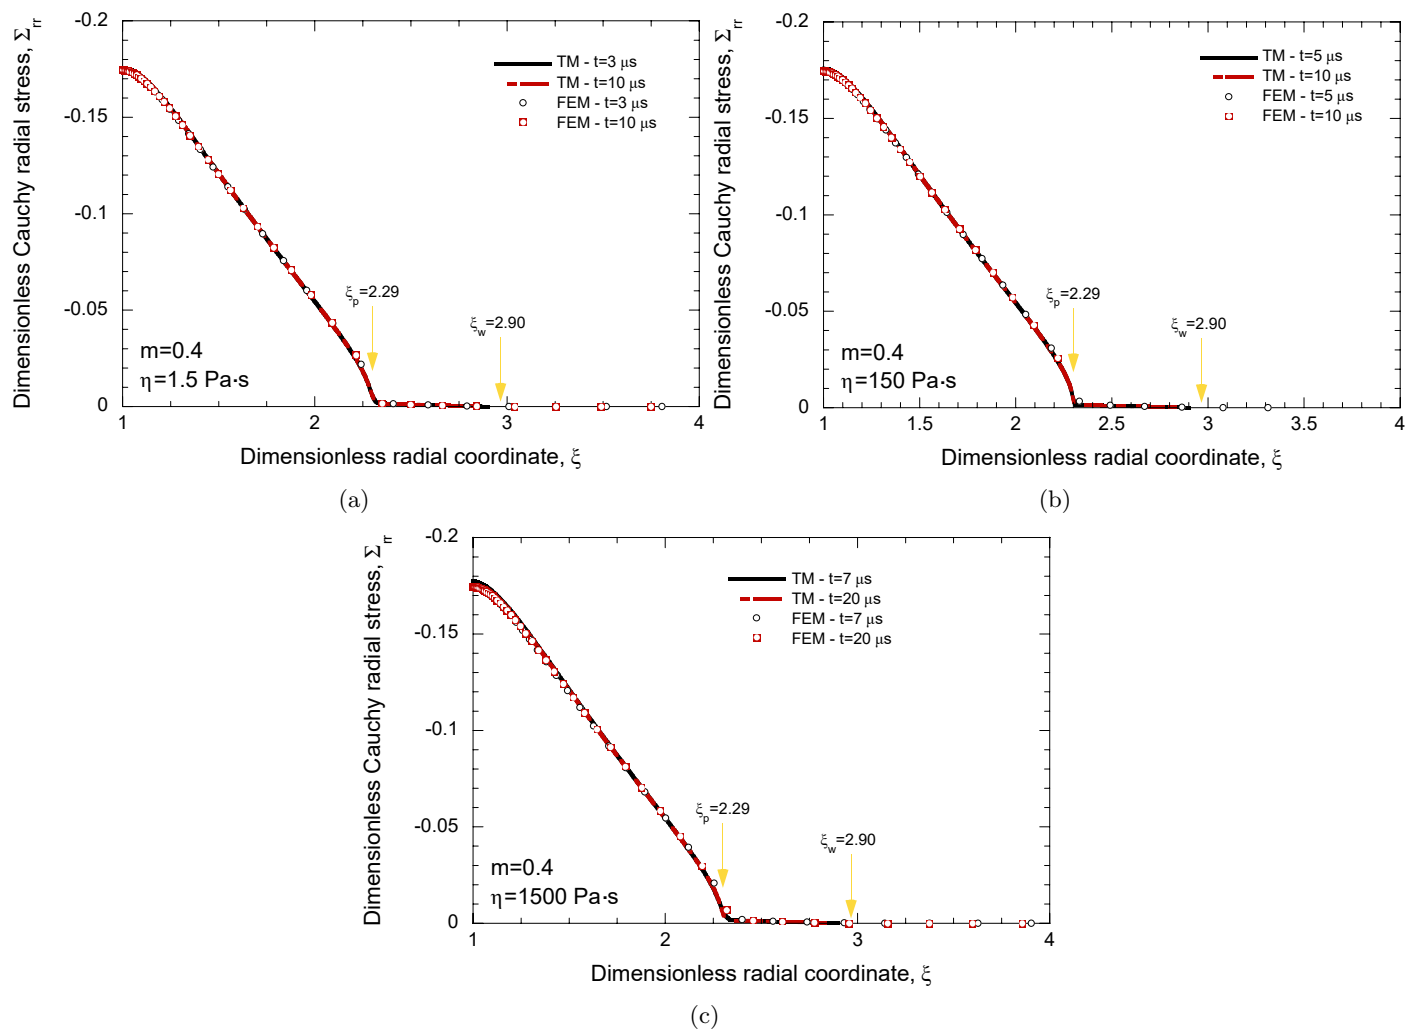 Dimensionless Cauchy radial stress, Σrr
-0.2
-0.15
-0.1
-0.05
0
TM - t=3 μs
TM - t=10 μs
FEM - t=3 μs
FEM - t=10 μs
ξp=2.29
ξw=2.90
m=0.4
η=1.5 Pa·s
1
2
3
4
Dimensionless radial coordinate, ξ
(a)
Dimensionless Cauchy radial stress, Σrr
-0.2
-0.15
-0.1
-0.05
0
TM - t=5 μs
TM - t=10 μs
FEM - t=5 μs
FEM - t=10 μs
ξp=2.29
ξw=2.90
m=0.4
η=150 Pa·s
1
1.5
2
2.5
3
3.5
4
Dimensionless radial coordinate, ξ
(b)
Dimensionless Cauchy radial stress, Σrr
-0.2
-0.15
-0.1
-0.05
0
TM - t=7 μs
TM - t=20 μs
FEM - t=7 μs
FEM - t=20 μs
ξp=2.29
ξw=2.90
m=0.4
η=1500 Pa·s
1
2
3
4
Dimensionless radial coordinate, ξ
(c)